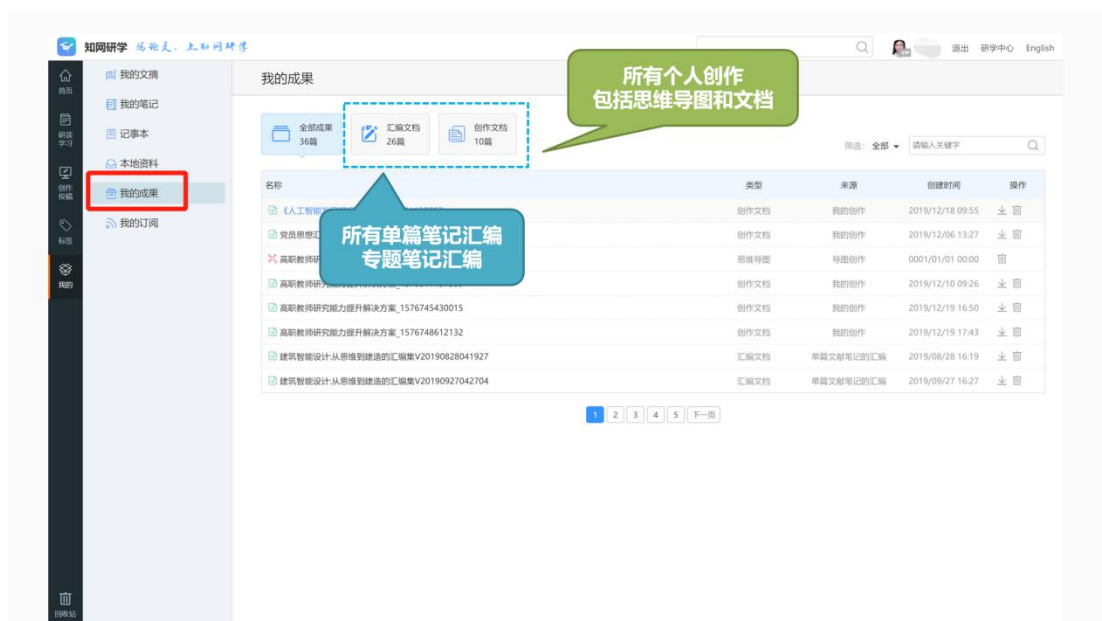 知网研学 写论文，上知网研学
退出 研学中心 English
首页
研读
学习
创作
投稿
标签
我的
回收站
我的文摘
我的笔记
记事本
本地资料
我的成果
我的订阅
我的成果
所有个人创作
包括思维导图和文档
全部成果
36篇
汇编文档
26篇
创作文档
10篇
筛选： 全部 请输入关键字
名称 类型 来源 创建时间 操作
《人工智能 创作文档 我的创作 2019/12/18 09:55
党员思想汇 创作文档 我的创作 2019/12/06 13:27
高职教师研 思维导图 导图创作 0001/01/01 00:00
高职教师研 创作文档 我的创作 2019/12/10 09:26
高职教师研究能力提升解决方案_1576745430015 创作文档 我的创作 2019/12/19 16:50
高职教师研究能力提升解决方案_1576748612132 创作文档 我的创作 2019/12/19 17:43
建筑智能设计:从思维到建造的汇编集V20190828041927 汇编文档 单篇文献笔记的汇编 2019/08/28 16:19
建筑智能设计:从思维到建造的汇编集V20190927042704 汇编文档 单篇文献笔记的汇编 2019/09/27 16:27
所有单篇笔记汇编
专题笔记汇编
1 2 3 4 5 下一页